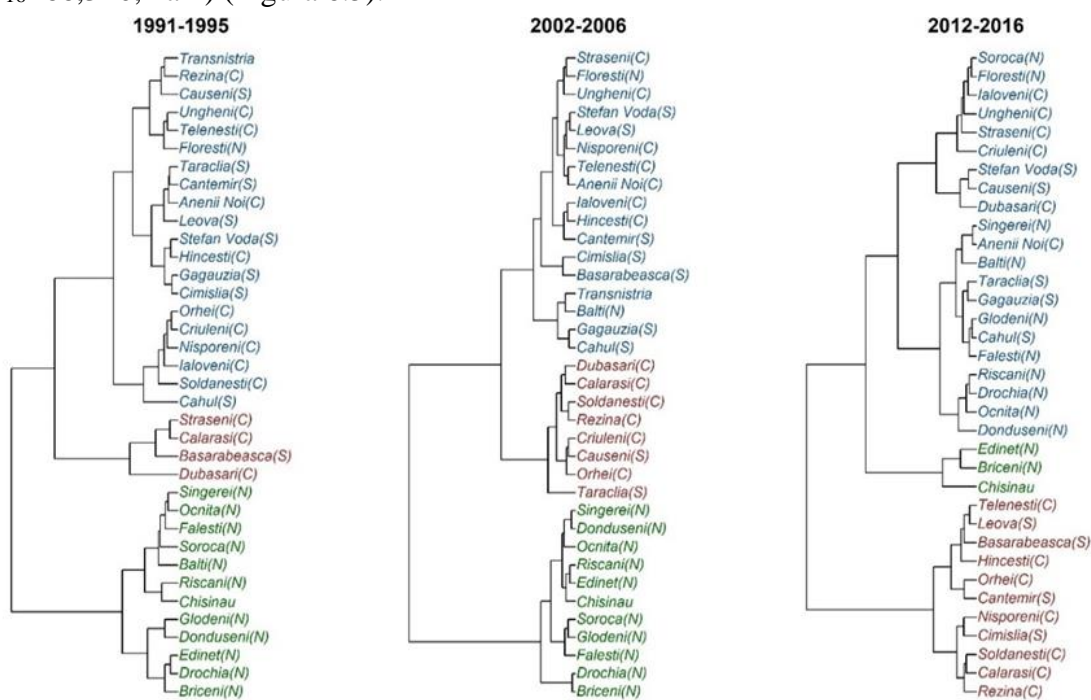 1991-1995
Transnistria
Rezina(C)
Causeni(S)
Ungheni(C)
Telenesti(C)
Floresti(N)
Taraclia(S)
Cantemir(S)
Anenii Noi(C)
Leova(S)
Stefan Voda(S)
Hincesti(C)
Gagauzia(S)
Cimislia(S)
Orhei(C)
Criuleni(C)
Nisporeni(C)
Ialoveni(C)
Soldanesti(C)
Cahul(S)
Straseni(C)
Calarasi(C)
Basarabeasca(S)
Dubasari(C)
Singerei(N)
Ocnita(N)
Falesti(N)
Soroca(N)
Balti(N)
Riscani(N)
Chisinau
Glodeni(N)
Donduseni(N)
Edinet(N)
Drochia(N)
Briceni(N)
2002-2006
Straseni(C)
Floresti(N)
Ungheni(C)
Stefan Voda(S)
Leova(S)
Nisporeni(C)
Telenesti(C)
Anenii Noi(C)
Ialoveni(C)
Hincesti(C)
Cantemir(S)
Cimislia(S)
Basarabeasca(S)
Transnistria
Balti(N)
Gagauzia(S)
Cahul(S)
Dubasari(C)
Calarasi(C)
Soldanesti(C)
Rezina(C)
Criuleni(C)
Causeni(S)
Orhei(C)
Taraclia(S)
Singerei(N)
Donduseni(N)
Ocnita(N)
Riscani(N)
Edinet(N)
Chisinau
Soroca(N)
Glodeni(N)
Falesti(N)
Drochia(N)
Briceni(N)
2012-2016
Soroca(N)
Floresti(N)
Ialoveni(C)
Ungheni(C)
Straseni(C)
Criuleni(C)
Stefan Voda(S)
Causeni(S)
Dubasari(C)
Singerei(N)
Anenii Noi(C)
Balti(N)
Taraclia(S)
Gagauzia(S)
Glodeni(N)
Cahul(S)
Falesti(N)
Riscani(N)
Drochia(N)
Ocnita(N)
Donduseni(N)
Edinet(N)
Briceni(N)
Chisinau
Telenesti(C)
Leova(S)
Basarabeasca(S)
Hincesti(C)
Orhei(C)
Cantemir(S)
Nisporeni(C)
Cimislia(S)
Soldanesti(C)
Calarasi(C)
Rezina(C)